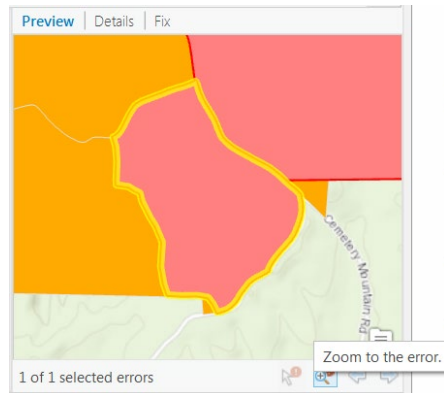 Preview | Details | Fix
Cemetery Mountain Rd
Zoom to the error.
1 of 1 selected errors